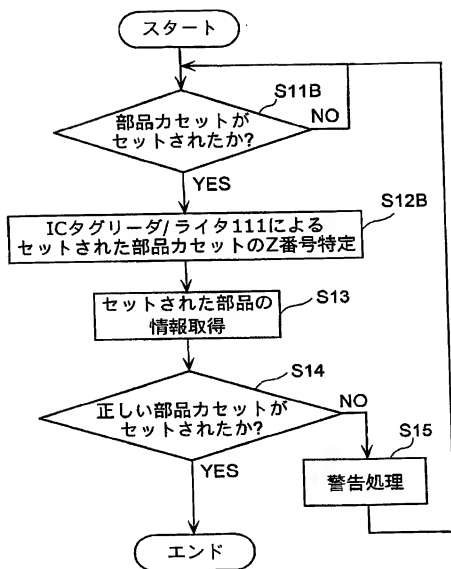 スタート
S11B
部品カセットが
セットされたか?
NO
YES
S12B
ICタグリーダ/ライタ111による
セットされた部品カセットのZ番号特定
セットされた部品の
情報取得
S13
S14
正しい部品カセットが
セットされたか?
NO
YES
S15
警告処理
エンド